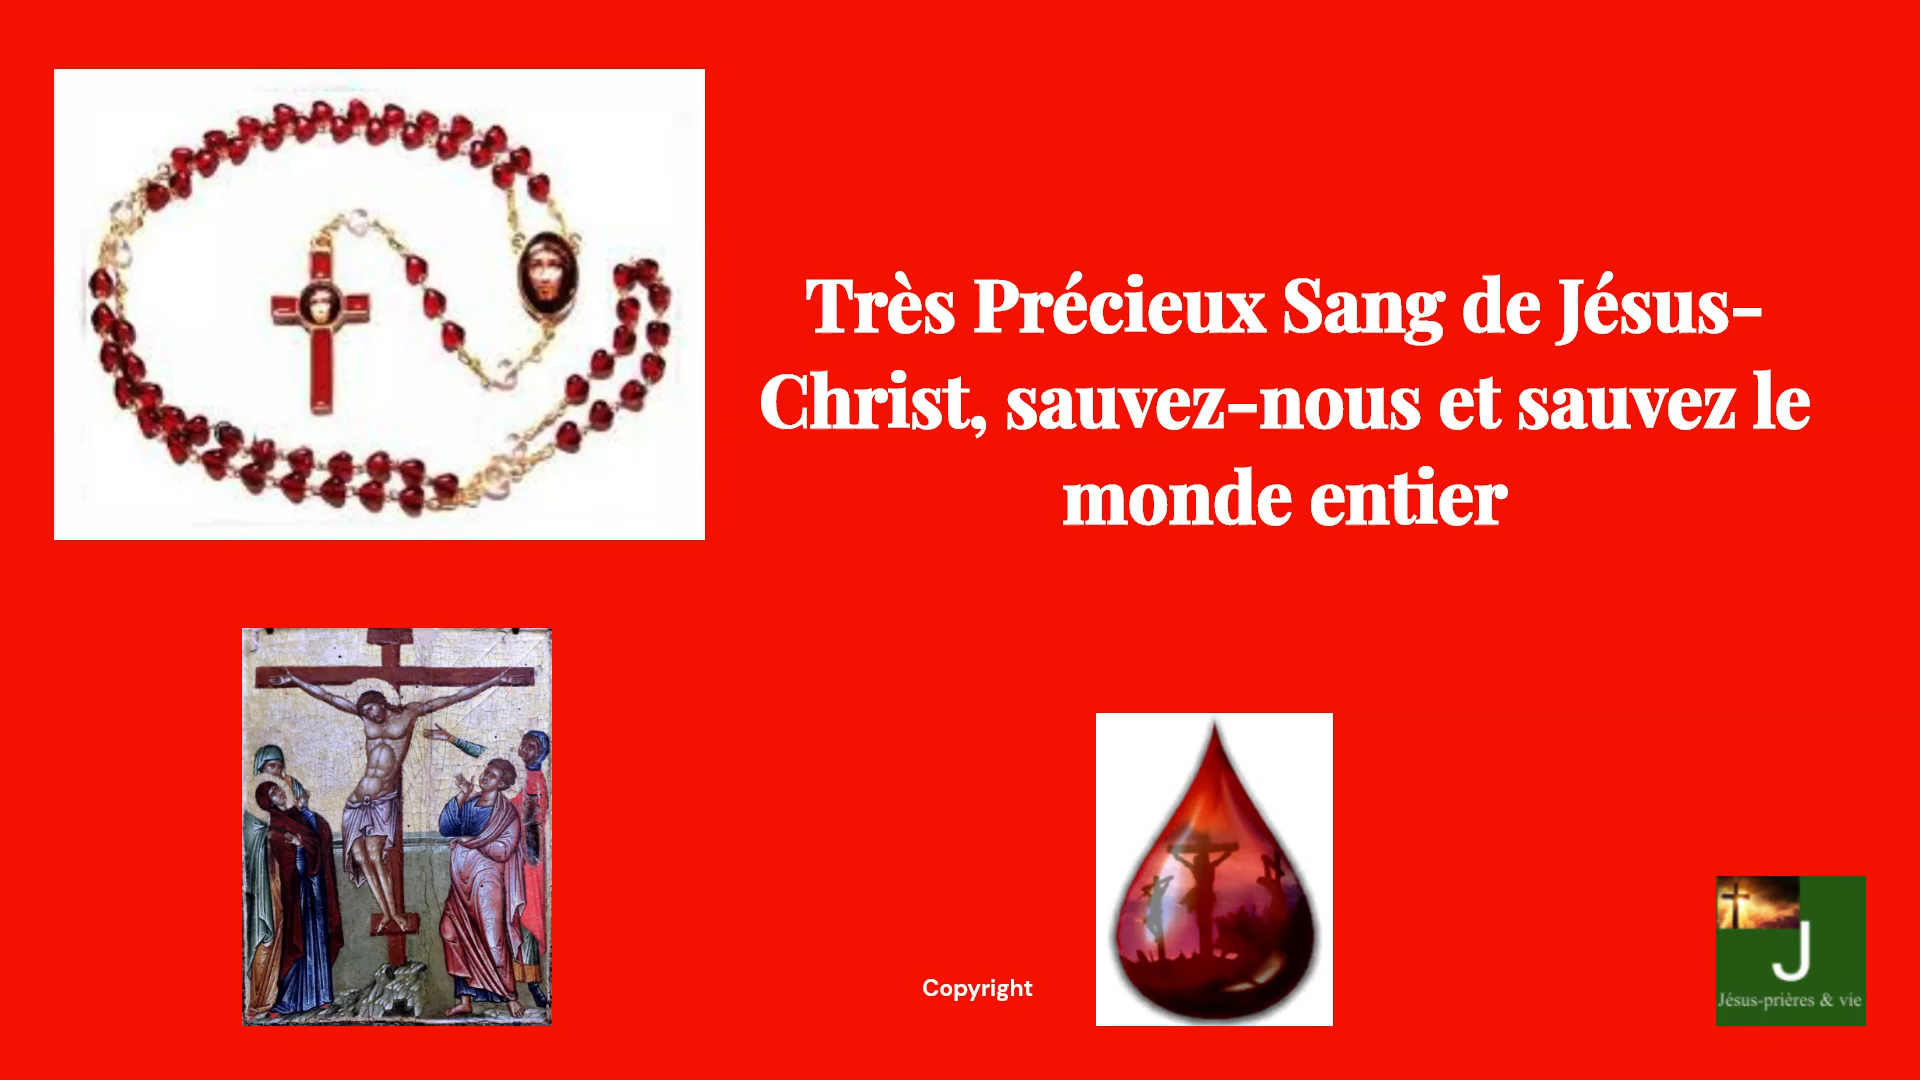 Très Précieux Sang de Jésus-
Christ, sauvez-nous et sauvez le
monde entier
Copyright
J
Jésus-prières & vie